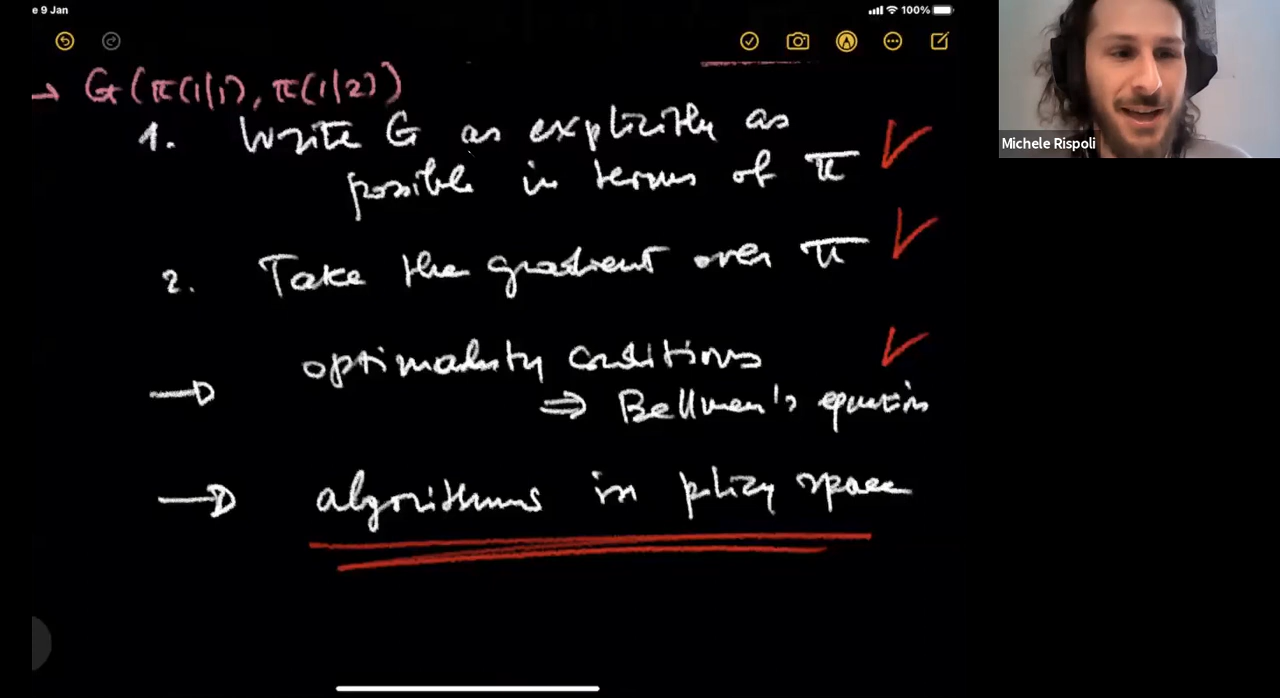 e 9 Jan
100%
→ G(π(1|1), π(1|2))
1. Write G as explicitly as
possible in terms of π ✓
2. Take the gradient over π ✓
→ optimality conditions ✓
⇒ Bellman's equation
→ algorithms in policy space
Michele Rispoli